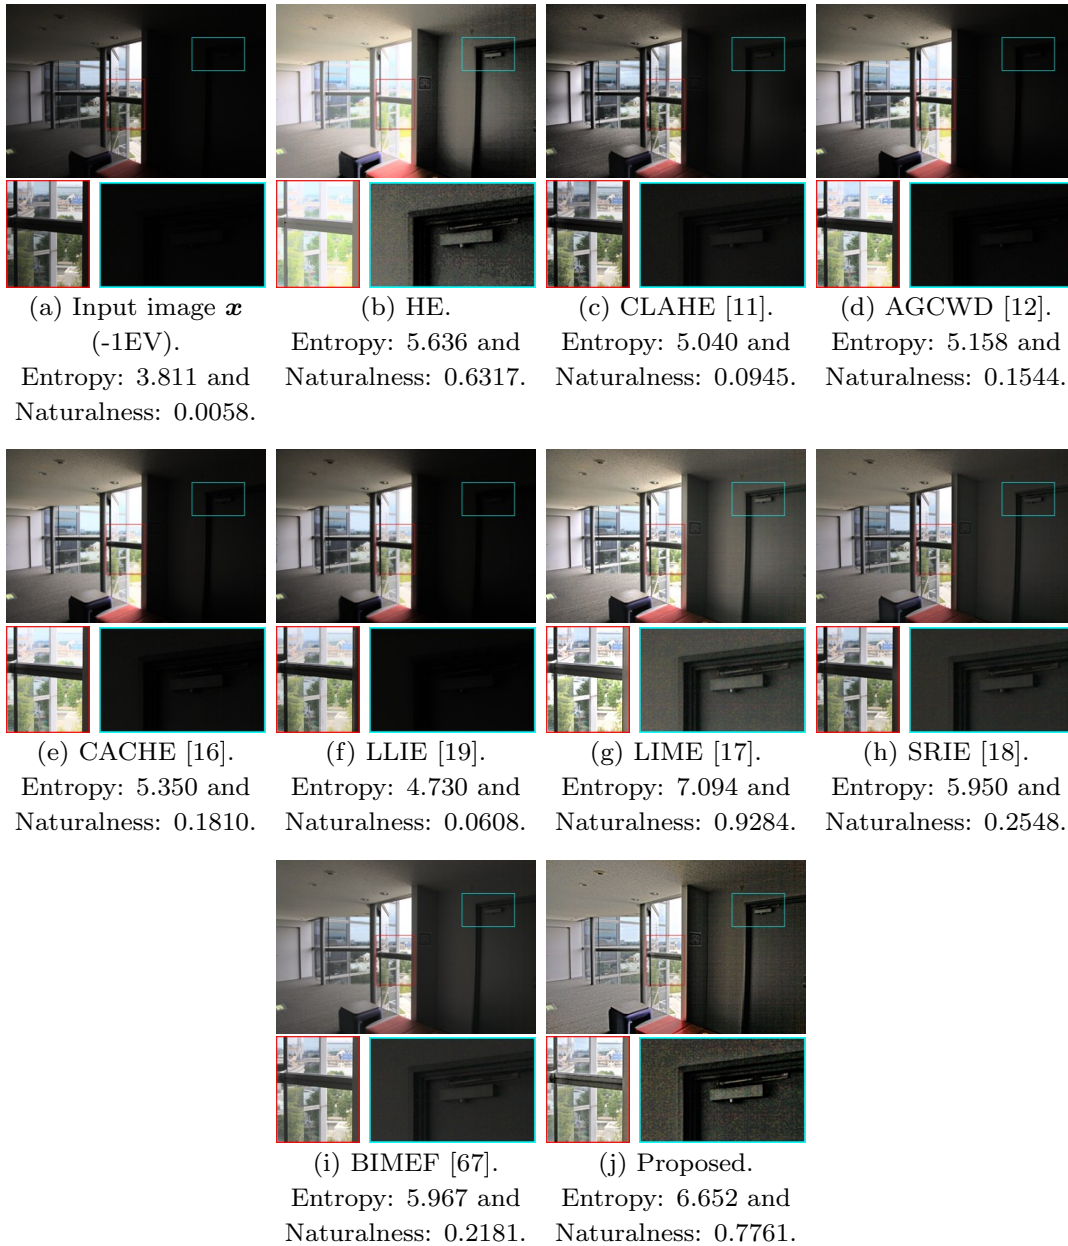 (a) Input image x
(-1EV).
Entropy: 3.811 and
Naturalness: 0.0058.
(b) HE.
Entropy: 5.636 and
Naturalness: 0.6317.
(c) CLAHE [11].
Entropy: 5.040 and
Naturalness: 0.0945.
(d) AGCWD [12].
Entropy: 5.158 and
Naturalness: 0.1544.
(e) CACHE [16].
Entropy: 5.350 and
Naturalness: 0.1810.
(f) LLIE [19].
Entropy: 4.730 and
Naturalness: 0.0608.
(g) LIME [17].
Entropy: 7.094 and
Naturalness: 0.9284.
(h) SRIE [18].
Entropy: 5.950 and
Naturalness: 0.2548.
(i) BIMEF [67].
Entropy: 5.967 and
Naturalness: 0.2181.
(j) Proposed.
Entropy: 6.652 and
Naturalness: 0.7761.